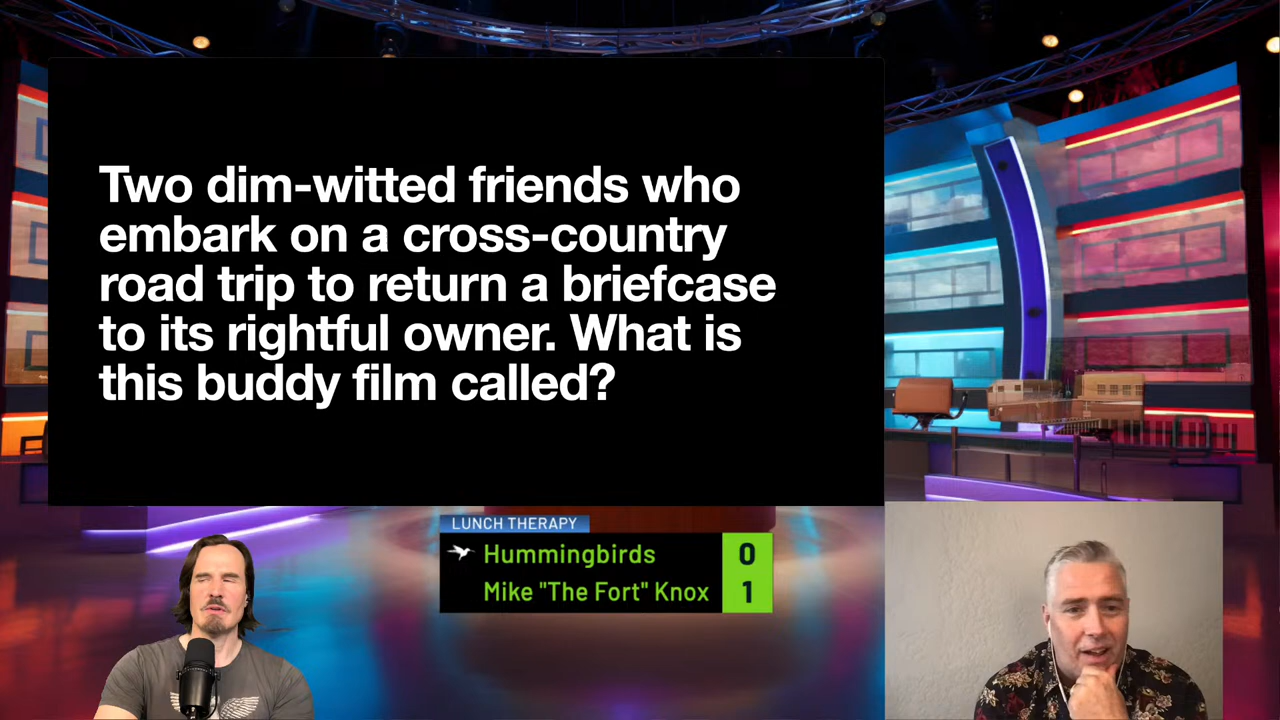 Two dim-witted friends who
embark on a cross-country
road trip to return a briefcase
to its rightful owner. What is
this buddy film called?
LUNCH THERAPY
Hummingbirds 0
Mike "The Fort" Knox 1